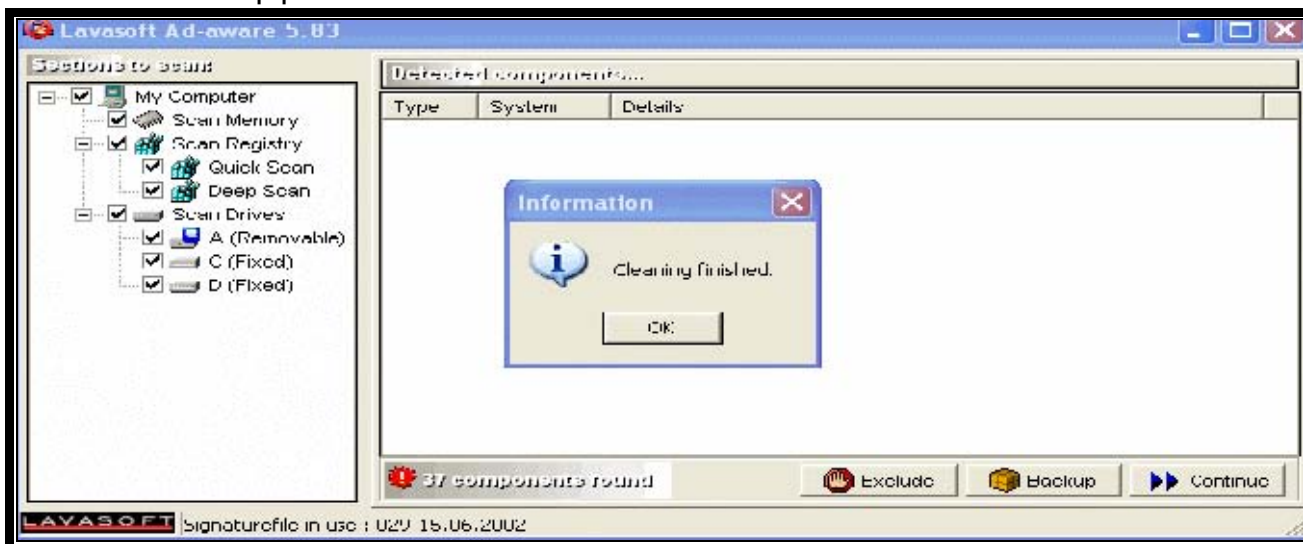 Lavasoft Ad-aware 5.83
Sections to scan:
My Computer
Scan Memory
Scan Registry
Quick Scan
Deep Scan
Scan Drives
A (Removable)
C (Fixed)
D (Fixed)
Detected components...
Type System Details
Information
Cleaning finished.
OK
37 components found
Exclude Backup Continue
LAVASOFT Signaturefile in use : 029 15.06.2002